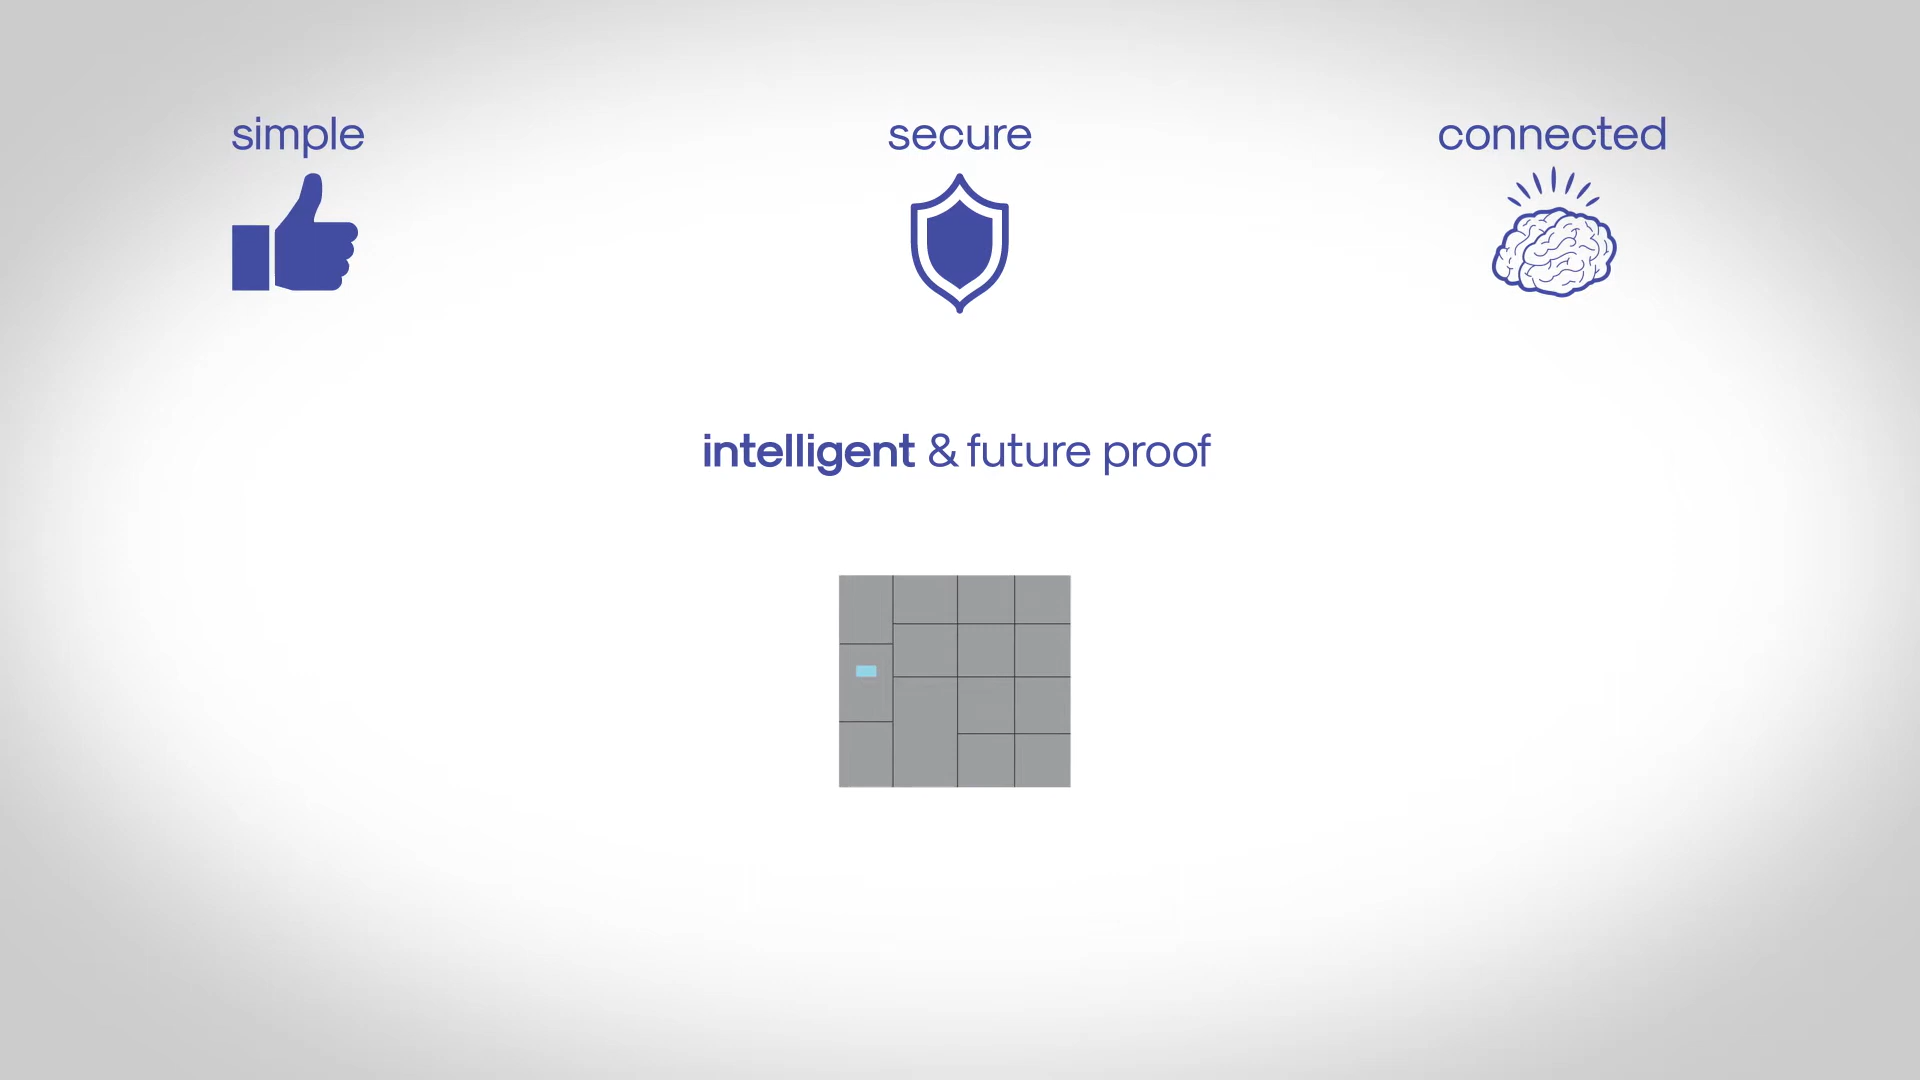 simple
secure
connected
intelligent & future proof